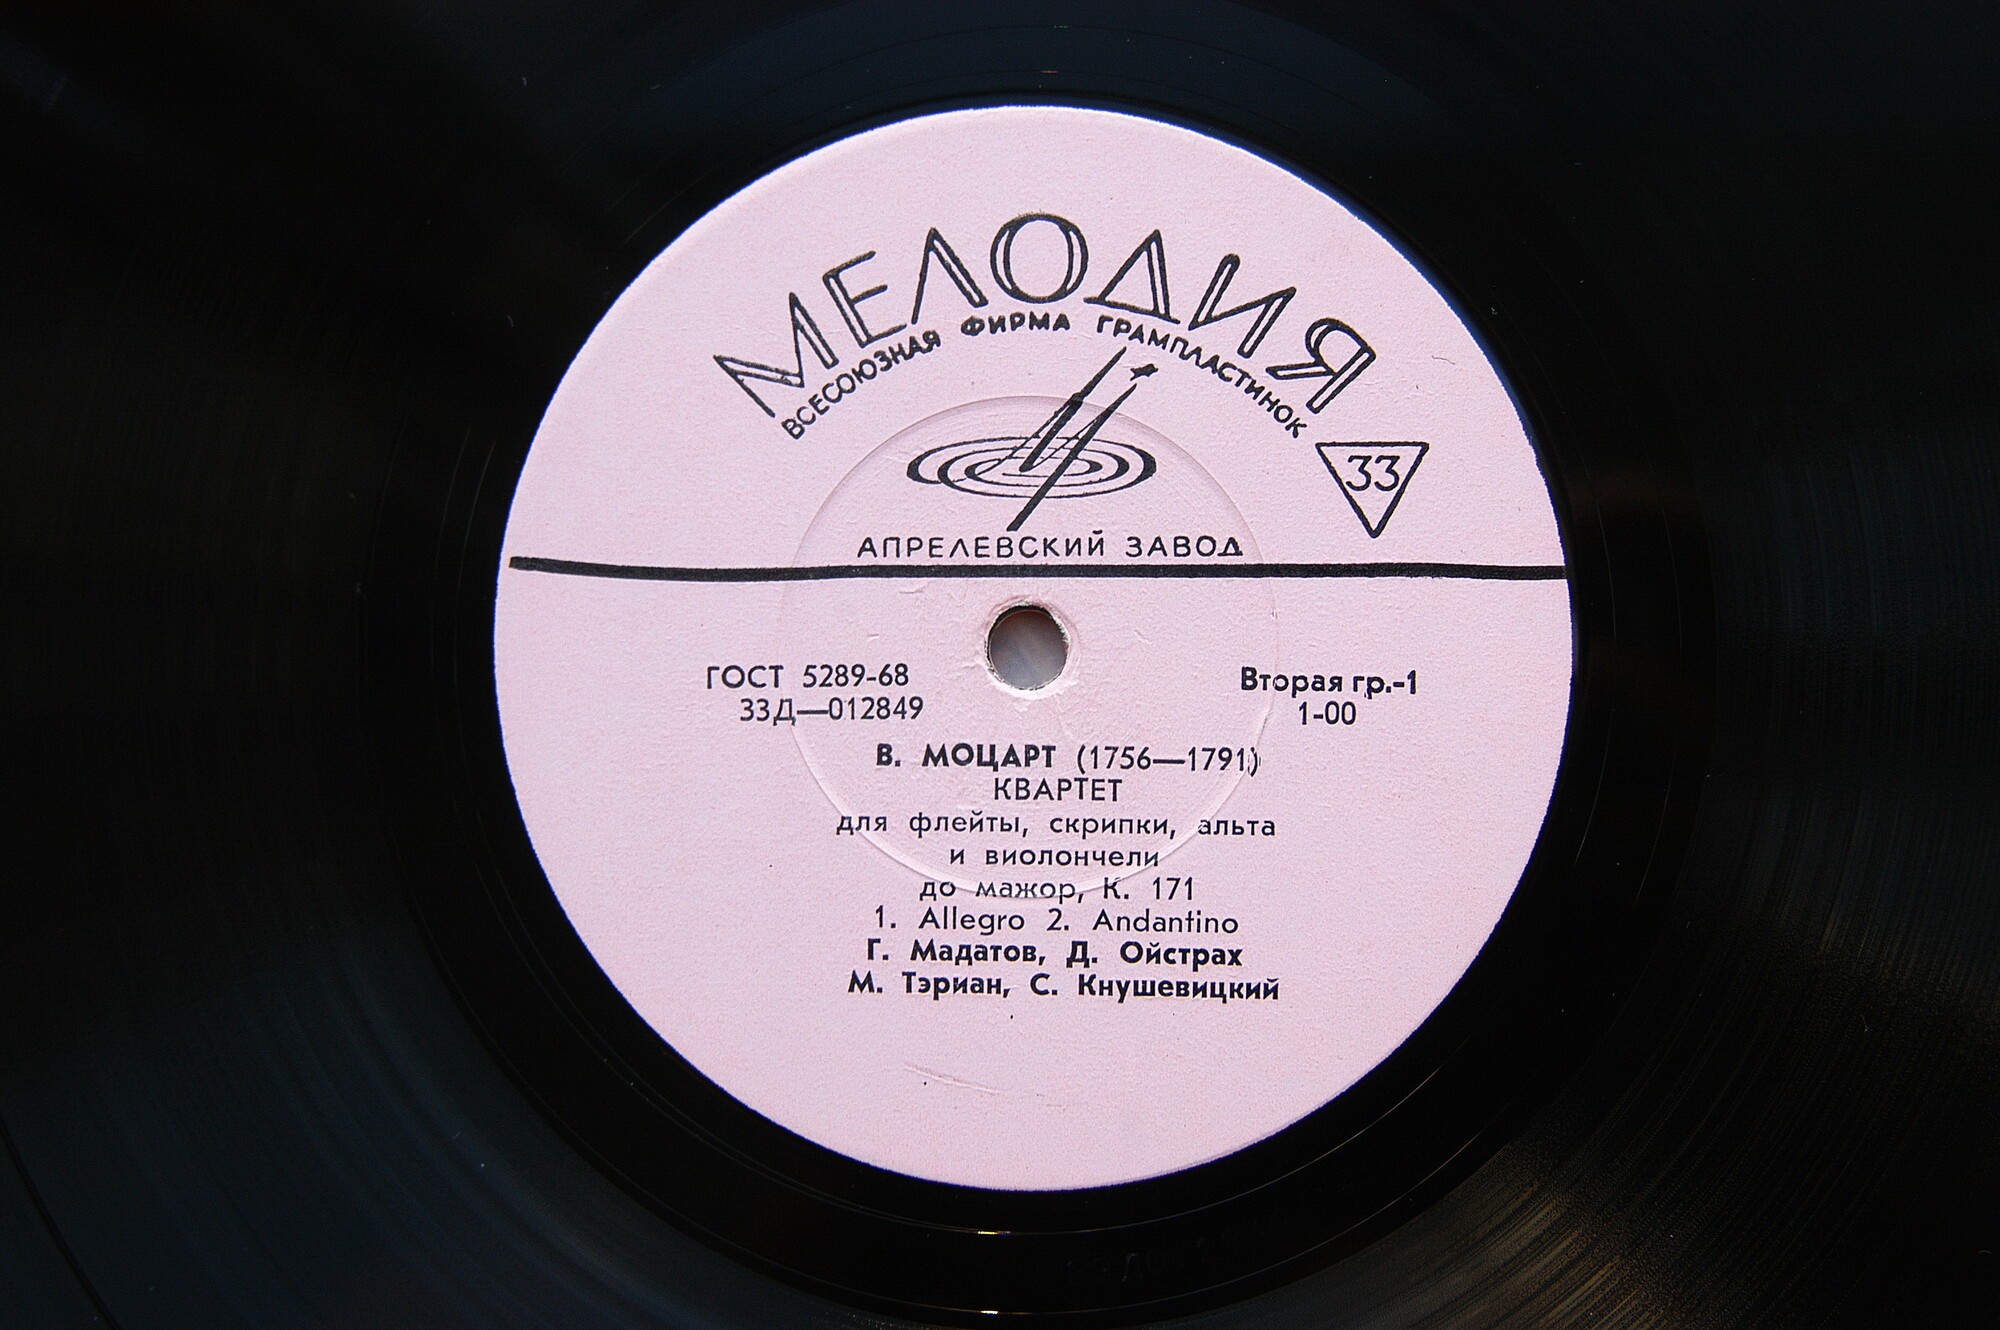 МЕЛОДИЯ
ВСЕСОЮЗНАЯ ФИРМА ГРАМПЛАСТИНОК
33
АПРЕЛЕВСКИЙ ЗАВОД
ГОСТ 5289-68
33Д—012849
Вторая гр.-1
1-00
В. МОЦАРТ (1756—1791)
КВАРТЕТ
для флейты, скрипки, альта
и виолончели
до мажор, К. 171
1. Allegro 2. Andantino
Г. Мадатов, Д. Ойстрах
М. Тэриан, С. Кнушевицкий